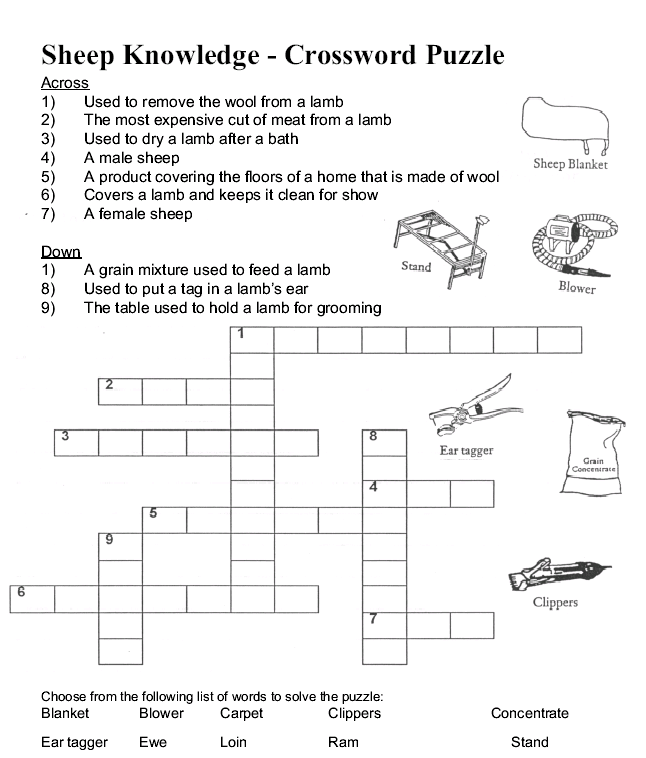 Sheep Knowledge - Crossword Puzzle
Across
1) Used to remove the wool from a lamb
2) The most expensive cut of meat from a lamb
3) Used to dry a lamb after a bath
4) A male sheep
5) A product covering the floors of a home that is made of wool
6) Covers a lamb and keeps it clean for show
7) A female sheep
Sheep Blanket
Stand
Blower
Down
1) A grain mixture used to feed a lamb
8) Used to put a tag in a lamb's ear
9) The table used to hold a lamb for grooming
1
2
3
8
Ear tagger
Grain
Concentrate
4
5
9
6
Clippers
7
Choose from the following list of words to solve the puzzle:
Blanket Blower Carpet Clippers Concentrate
Ear tagger Ewe Loin Ram Stand